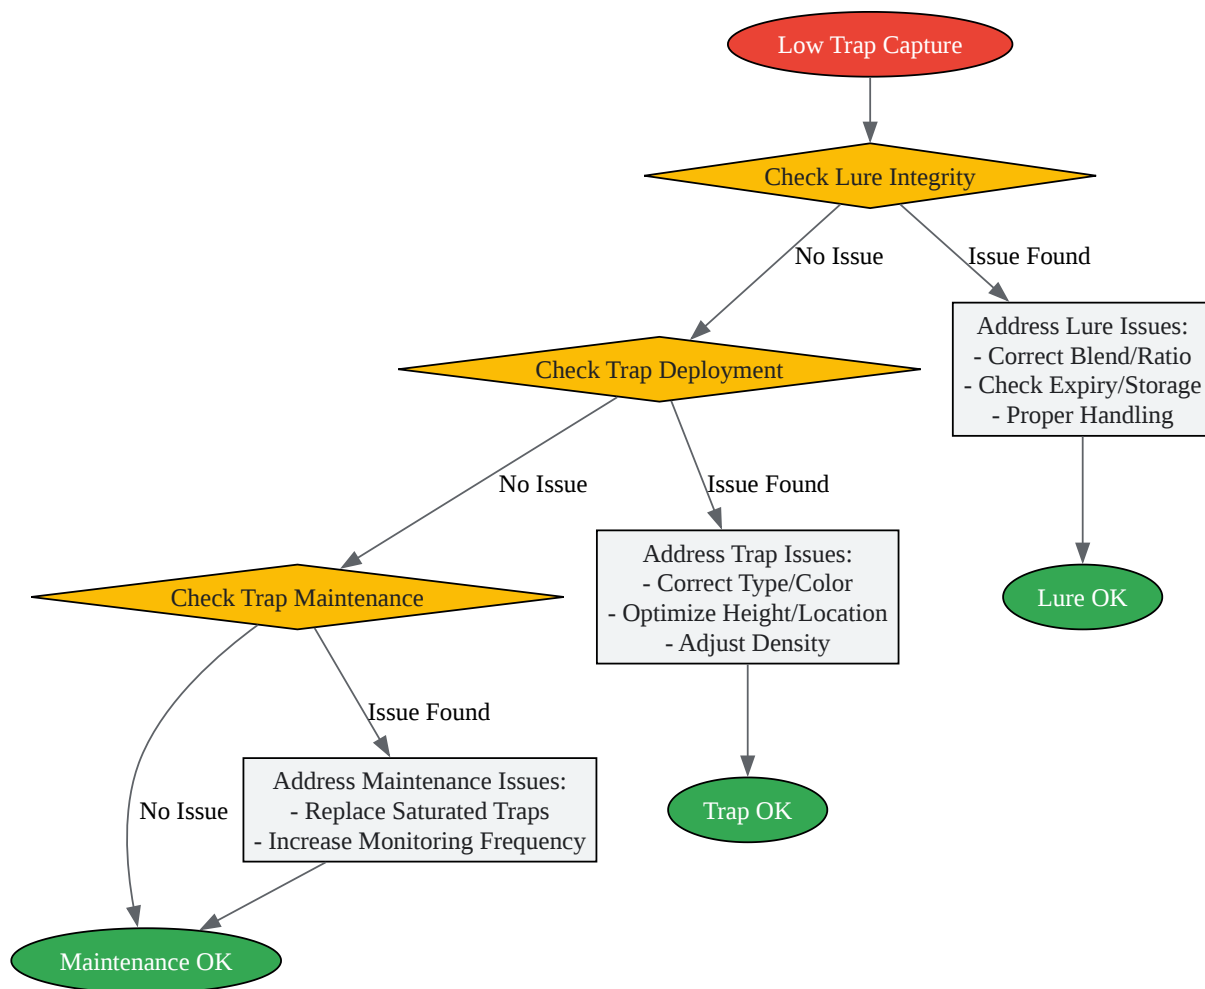 Low Trap Capture
Check Lure Integrity
No Issue
Issue Found
Address Lure Issues:
- Correct Blend/Ratio
- Check Expiry/Storage
- Proper Handling
Check Trap Deployment
No Issue
Issue Found
Address Trap Issues:
- Correct Type/Color
- Optimize Height/Location
- Adjust Density
Lure OK
Check Trap Maintenance
No Issue
Issue Found
Address Maintenance Issues:
- Replace Saturated Traps
- Increase Monitoring Frequency
Trap OK
Maintenance OK